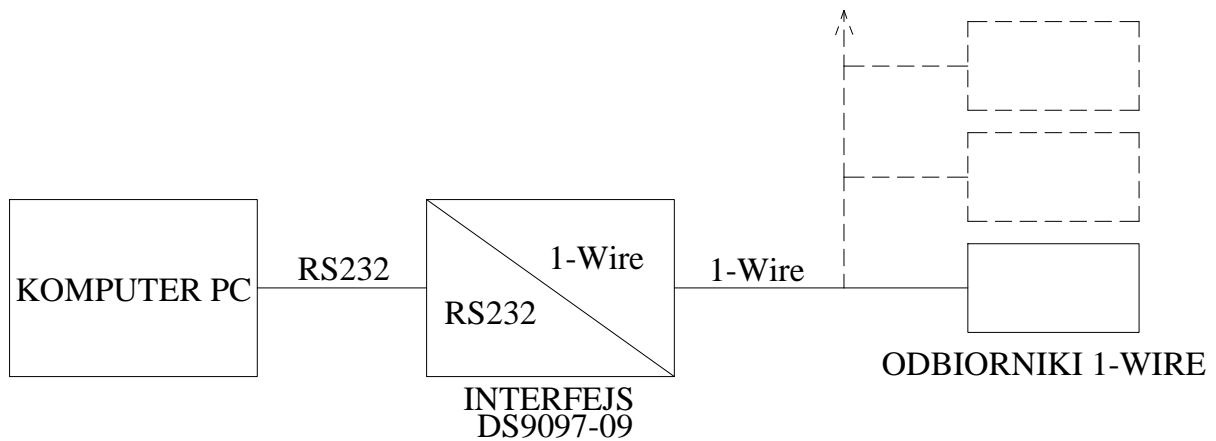 KOMPUTER PC
RS232
1-Wire
RS232
INTERFEJS
DS9097-09
1-Wire
ODBIORNIKI 1-WIRE